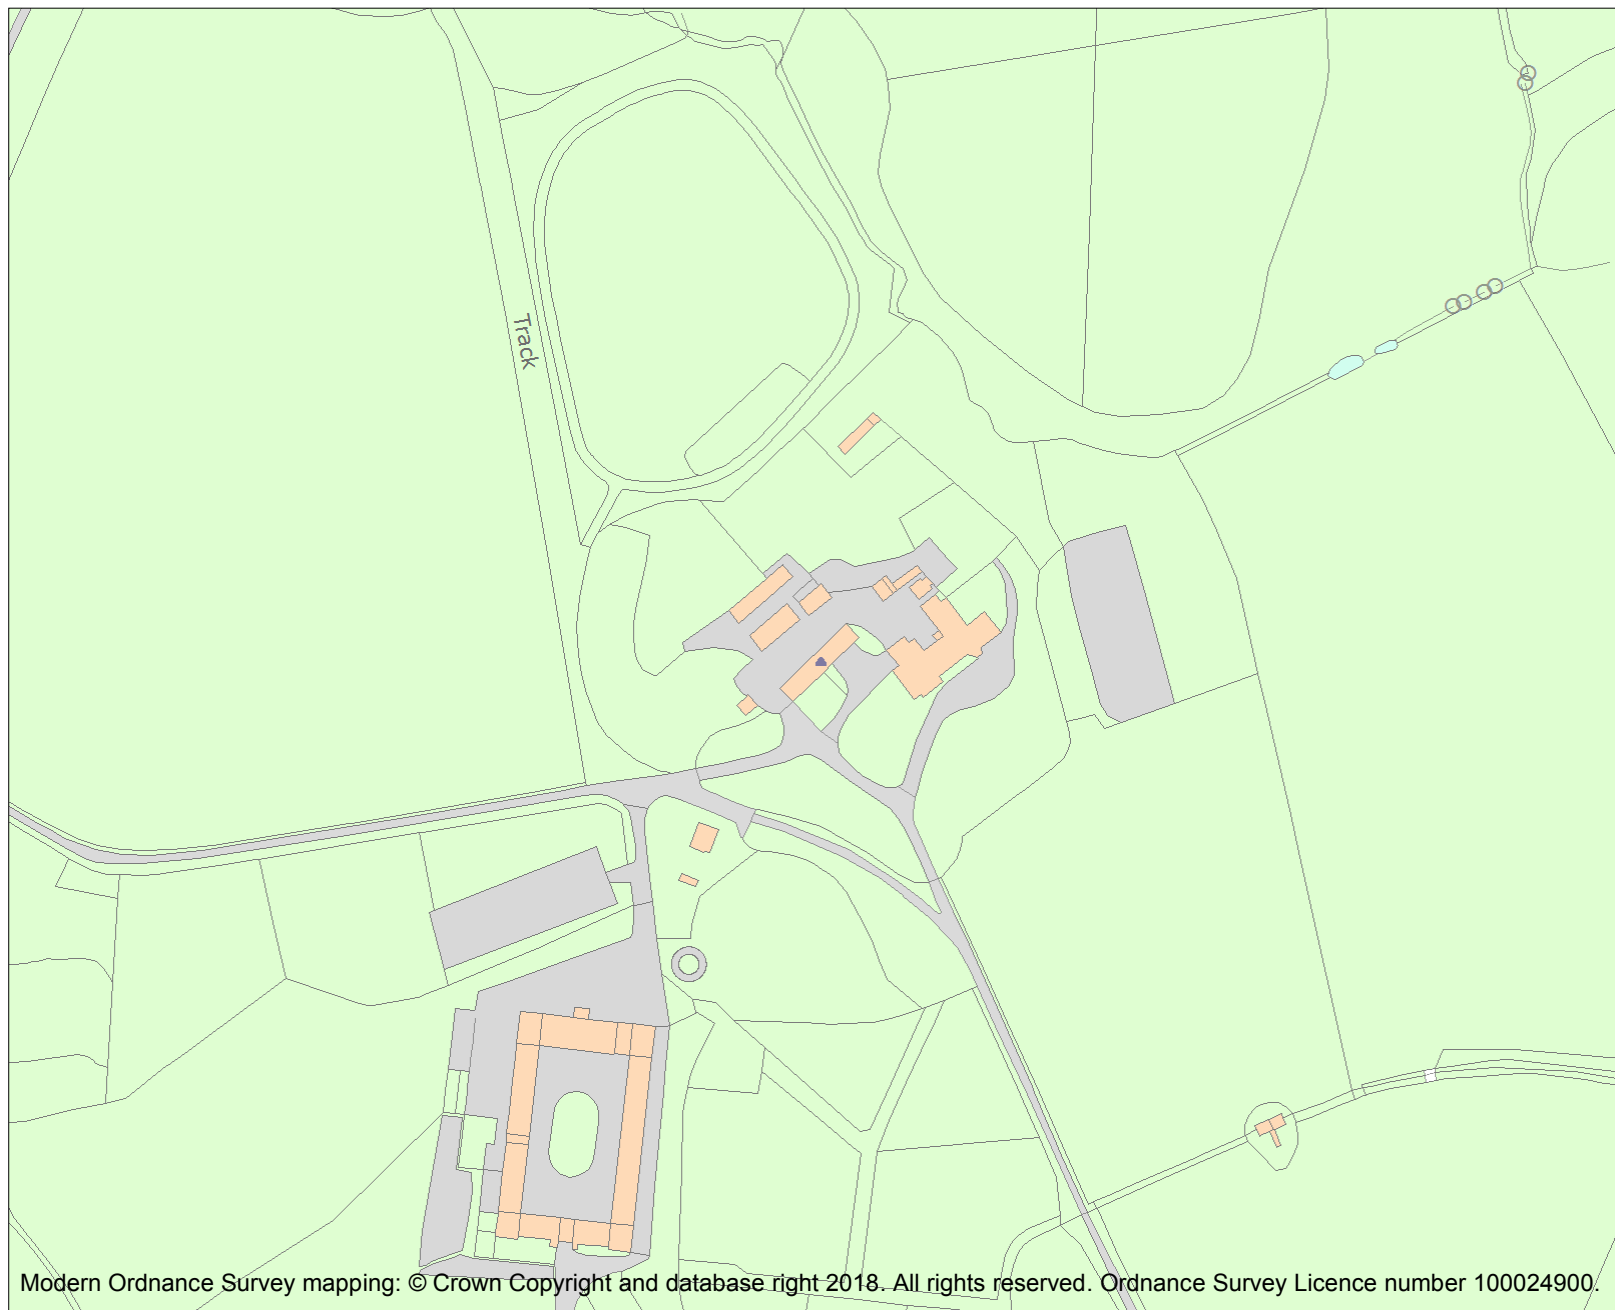 Track
Modern Ordnance Survey mapping: © Crown Copyright and database right 2018. All rights reserved. Ordnance Survey Licence number 100024900.